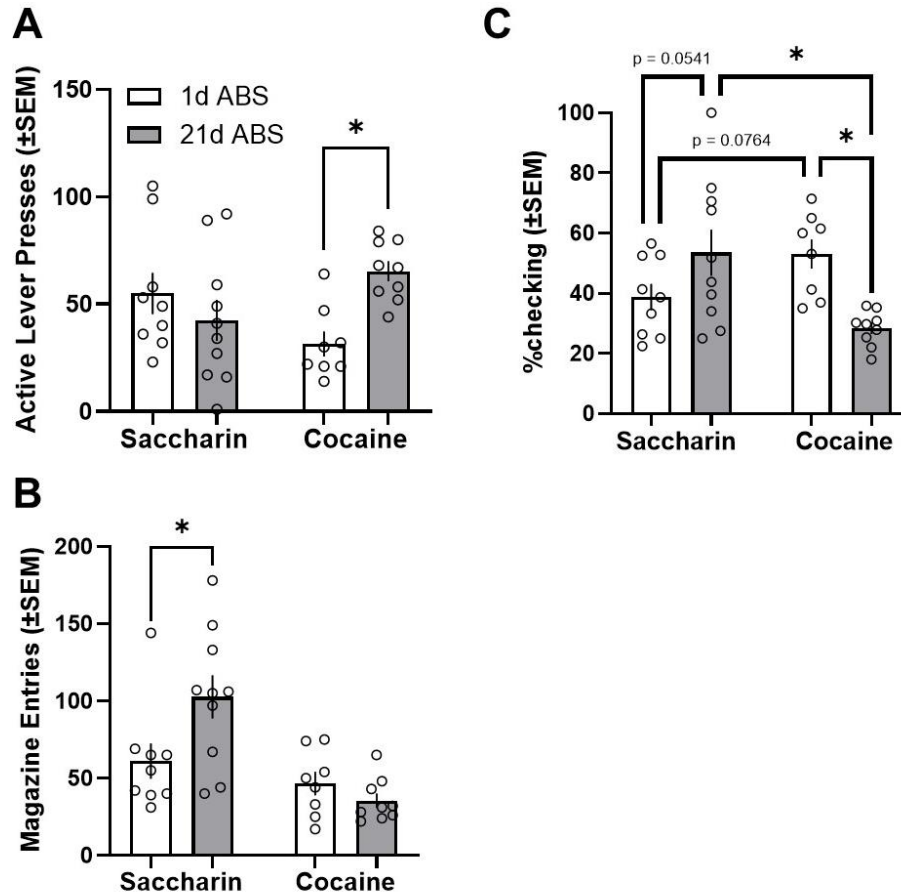 A
Active Lever Presses (±SEM)
150
100
50
0
1d ABS
21d ABS
*
Saccharin
Cocaine
B
Magazine Entries (±SEM)
200
150
100
50
0
*
Saccharin
Cocaine
C
%checking (±SEM)
100
80
60
40
20
0
p = 0.0541
*
p = 0.0764
*
Saccharin
Cocaine